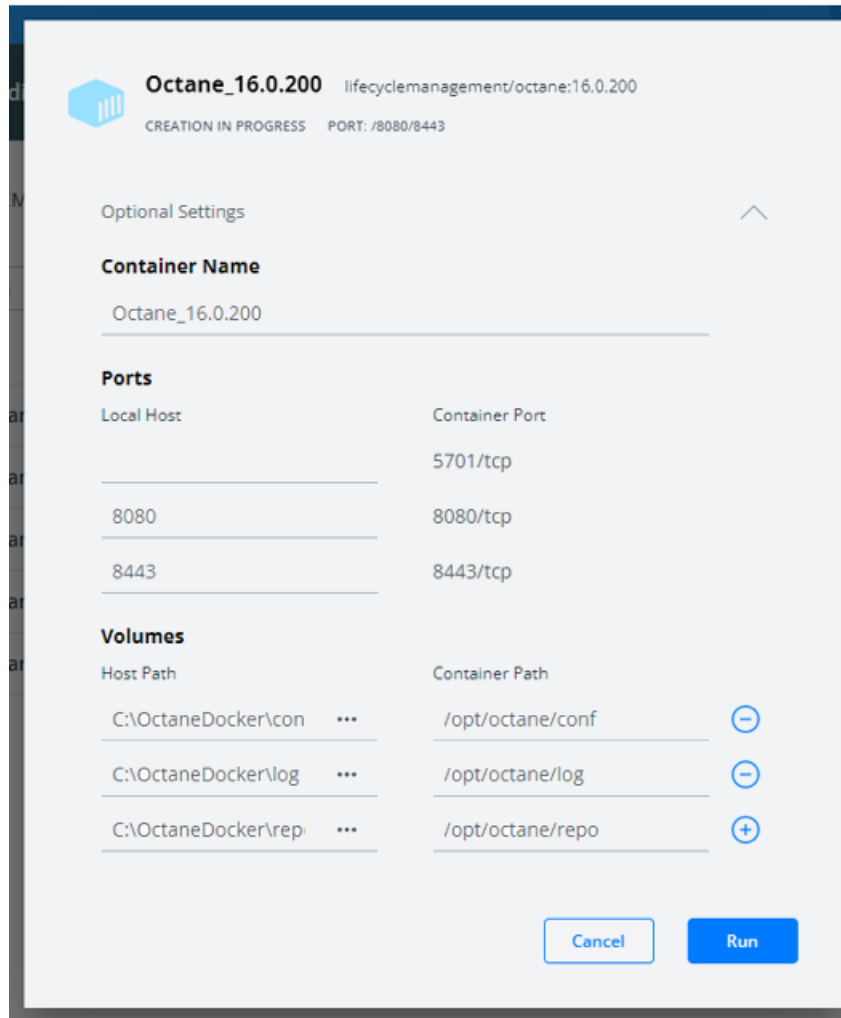 Octane_16.0.200 lifecyclemanagement/octane:16.0.200
CREATION IN PROGRESS PORT: /8080/8443
Optional Settings
Container Name
Octane_16.0.200
Ports
Local Host Container Port
5701/tcp
8080 8080/tcp
8443 8443/tcp
Volumes
Host Path Container Path
C:\OctaneDocker\con ••• /opt/octane/conf
C:\OctaneDocker\log ••• /opt/octane/log
C:\OctaneDocker\rep ••• /opt/octane/repo
Cancel Run